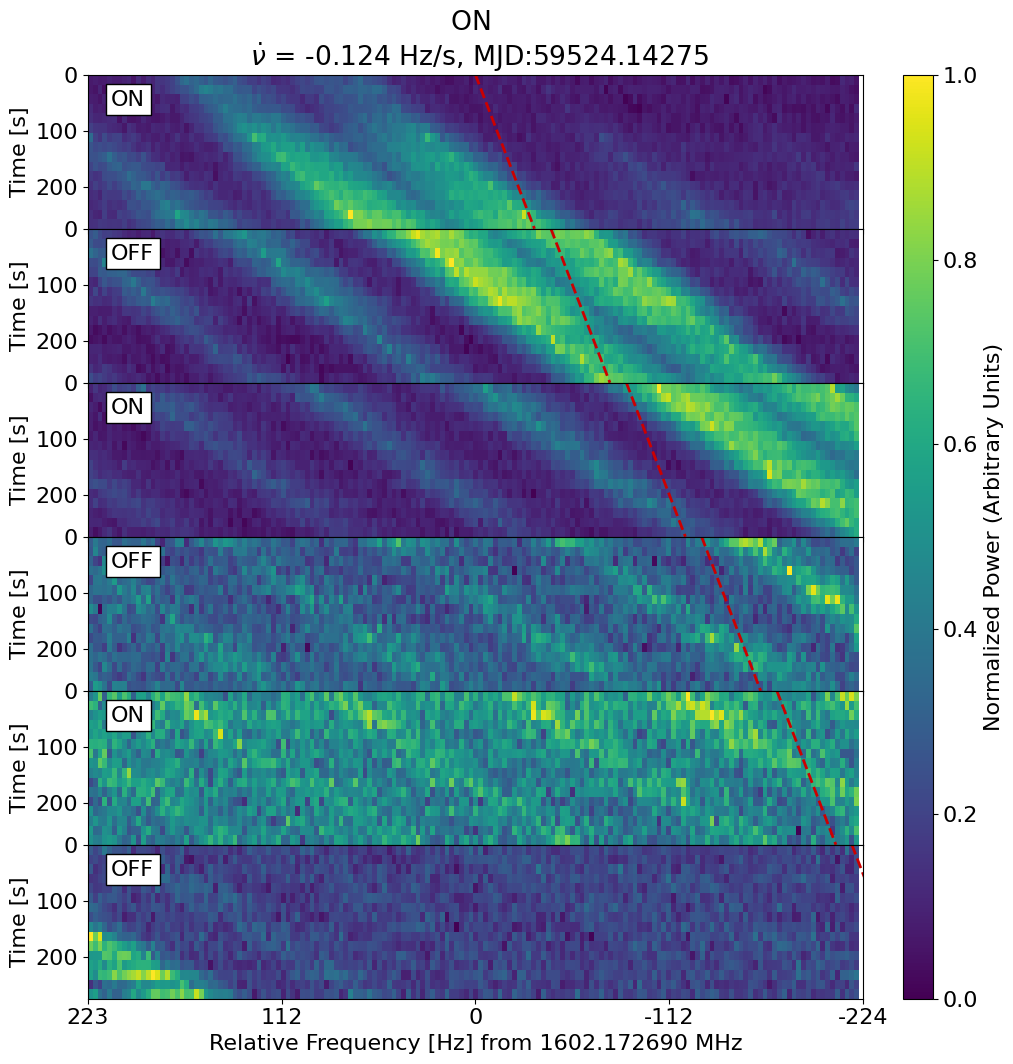 ON
ν̇ = -0.124 Hz/s, MJD:59524.14275
0
ON
100
200
Time [s]
0
OFF
100
200
Time [s]
0
ON
100
200
Time [s]
0
OFF
100
200
Time [s]
0
ON
100
200
Time [s]
0
OFF
100
200
Time [s]
223 112 0 -112 -224
Relative Frequency [Hz] from 1602.172690 MHz
1.0
0.8
0.6
0.4
0.2
0.0
Normalized Power (Arbitrary Units)